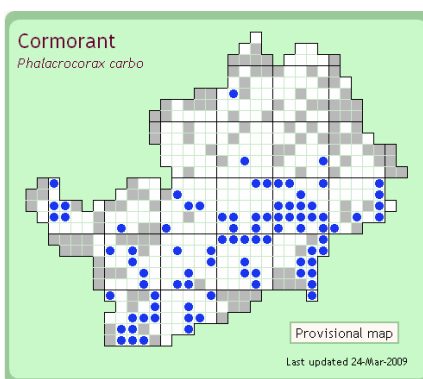 Cormorant
Phalacrocorax carbo
Provisional map
Last updated 24-Mar-2009